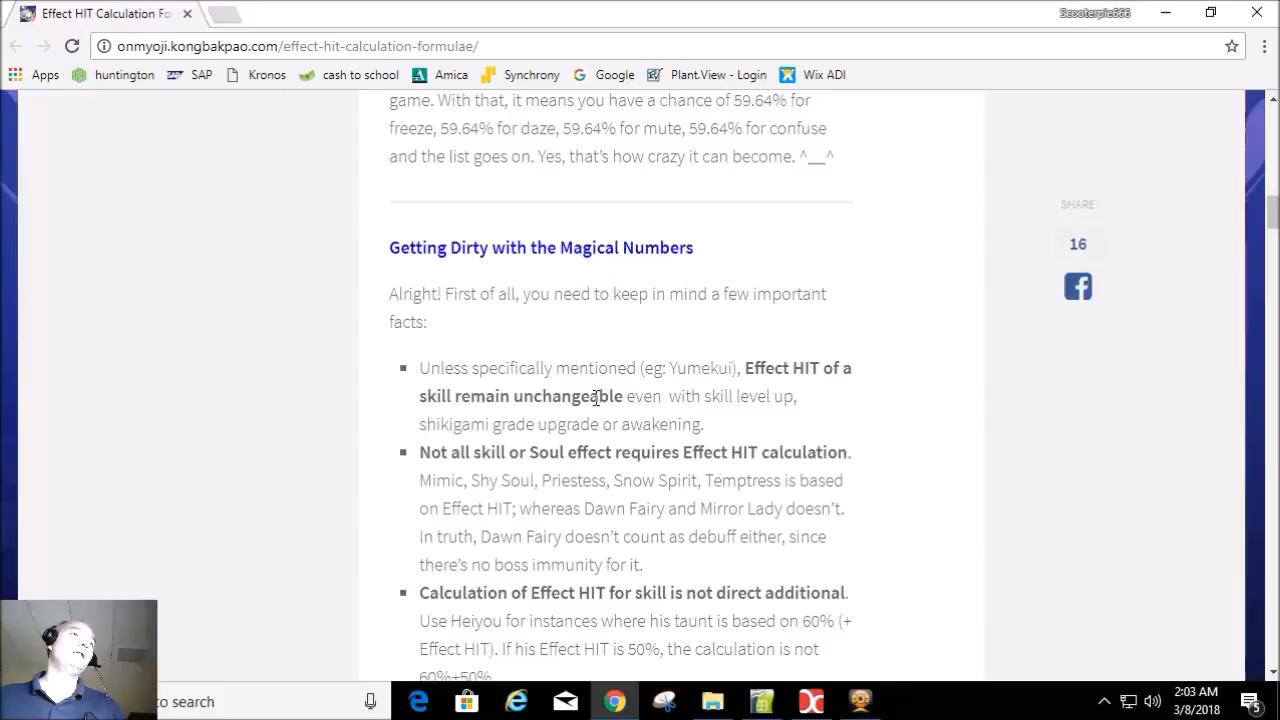 Effect HIT Calculation Fo
Scooterpie666
onmyoji.kongbakpao.com/effect-hit-calculation-formulae/
Apps huntington SAP Kronos cash to school Amica Synchrony Google Plant.View - Login Wix ADI
game. With that, it means you have a chance of 59.64% for
freeze, 59.64% for daze, 59.64% for mute, 59.64% for confuse
and the list goes on. Yes, that's how crazy it can become. ^__^
SHARE
16
Getting Dirty with the Magical Numbers
Alright! First of all, you need to keep in mind a few important
facts:
Unless specifically mentioned (eg: Yumekui), Effect HIT of a
skill remain unchangeable even with skill level up,
shikigami grade upgrade or awakening.
Not all skill or Soul effect requires Effect HIT calculation.
Mimic, Shy Soul, Priestess, Snow Spirit, Temptress is based
on Effect HIT; whereas Dawn Fairy and Mirror Lady doesn't.
In truth, Dawn Fairy doesn't count as debuff either, since
there's no boss immunity for it.
Calculation of Effect HIT for skill is not direct additional.
Use Heiyou for instances where his taunt is based on 60% (+
Effect HIT). If his Effect HIT is 50%, the calculation is not
60%+50%
to search
2:03 AM
3/8/2018
5